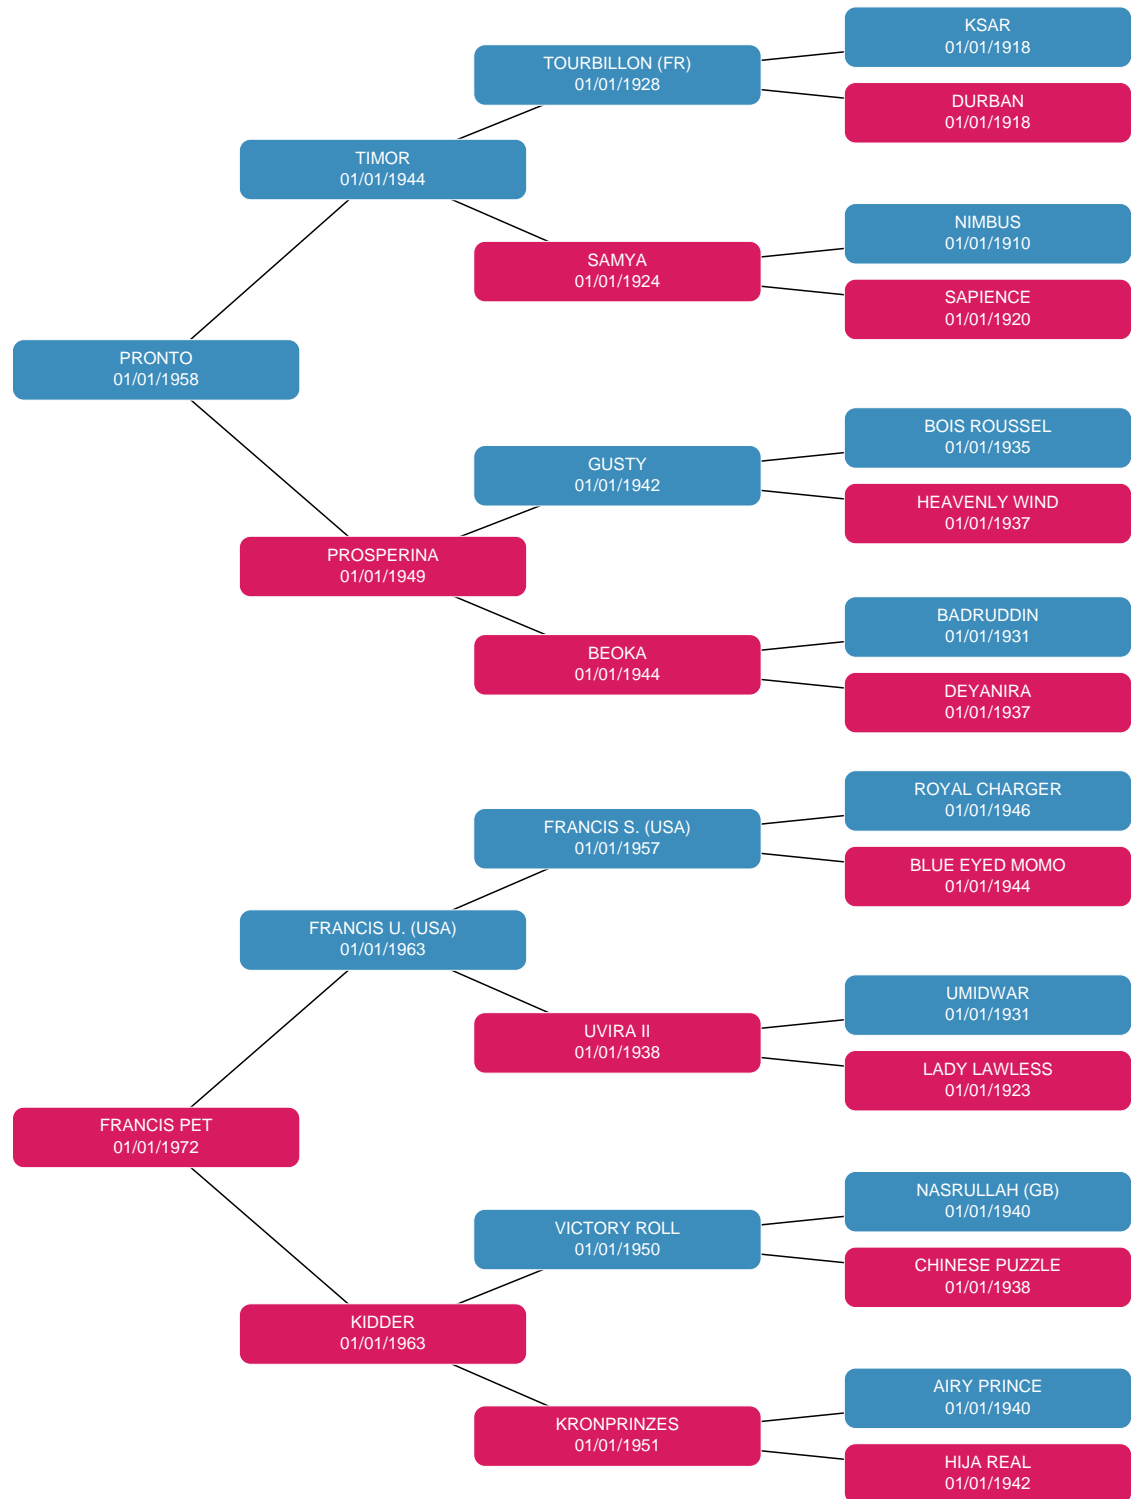 KSAR
01/01/1918
TOURBILLON (FR)
01/01/1928
DURBAN
01/01/1918
TIMOR
01/01/1944
NIMBUS
01/01/1910
SAMYA
01/01/1924
SAPIENCE
01/01/1920
PRONTO
01/01/1958
BOIS ROUSSEL
01/01/1935
GUSTY
01/01/1942
HEAVENLY WIND
01/01/1937
PROSPERINA
01/01/1949
BADRUDDIN
01/01/1931
BEOKA
01/01/1944
DEYANIRA
01/01/1937
ROYAL CHARGER
01/01/1946
FRANCIS S. (USA)
01/01/1957
BLUE EYED MOMO
01/01/1944
FRANCIS U. (USA)
01/01/1963
UMIDWAR
01/01/1931
UVIRA II
01/01/1938
LADY LAWLESS
01/01/1923
FRANCIS PET
01/01/1972
NASRULLAH (GB)
01/01/1940
VICTORY ROLL
01/01/1950
CHINESE PUZZLE
01/01/1938
KIDDER
01/01/1963
AIRY PRINCE
01/01/1940
KRONPRINZES
01/01/1951
HIJA REAL
01/01/1942